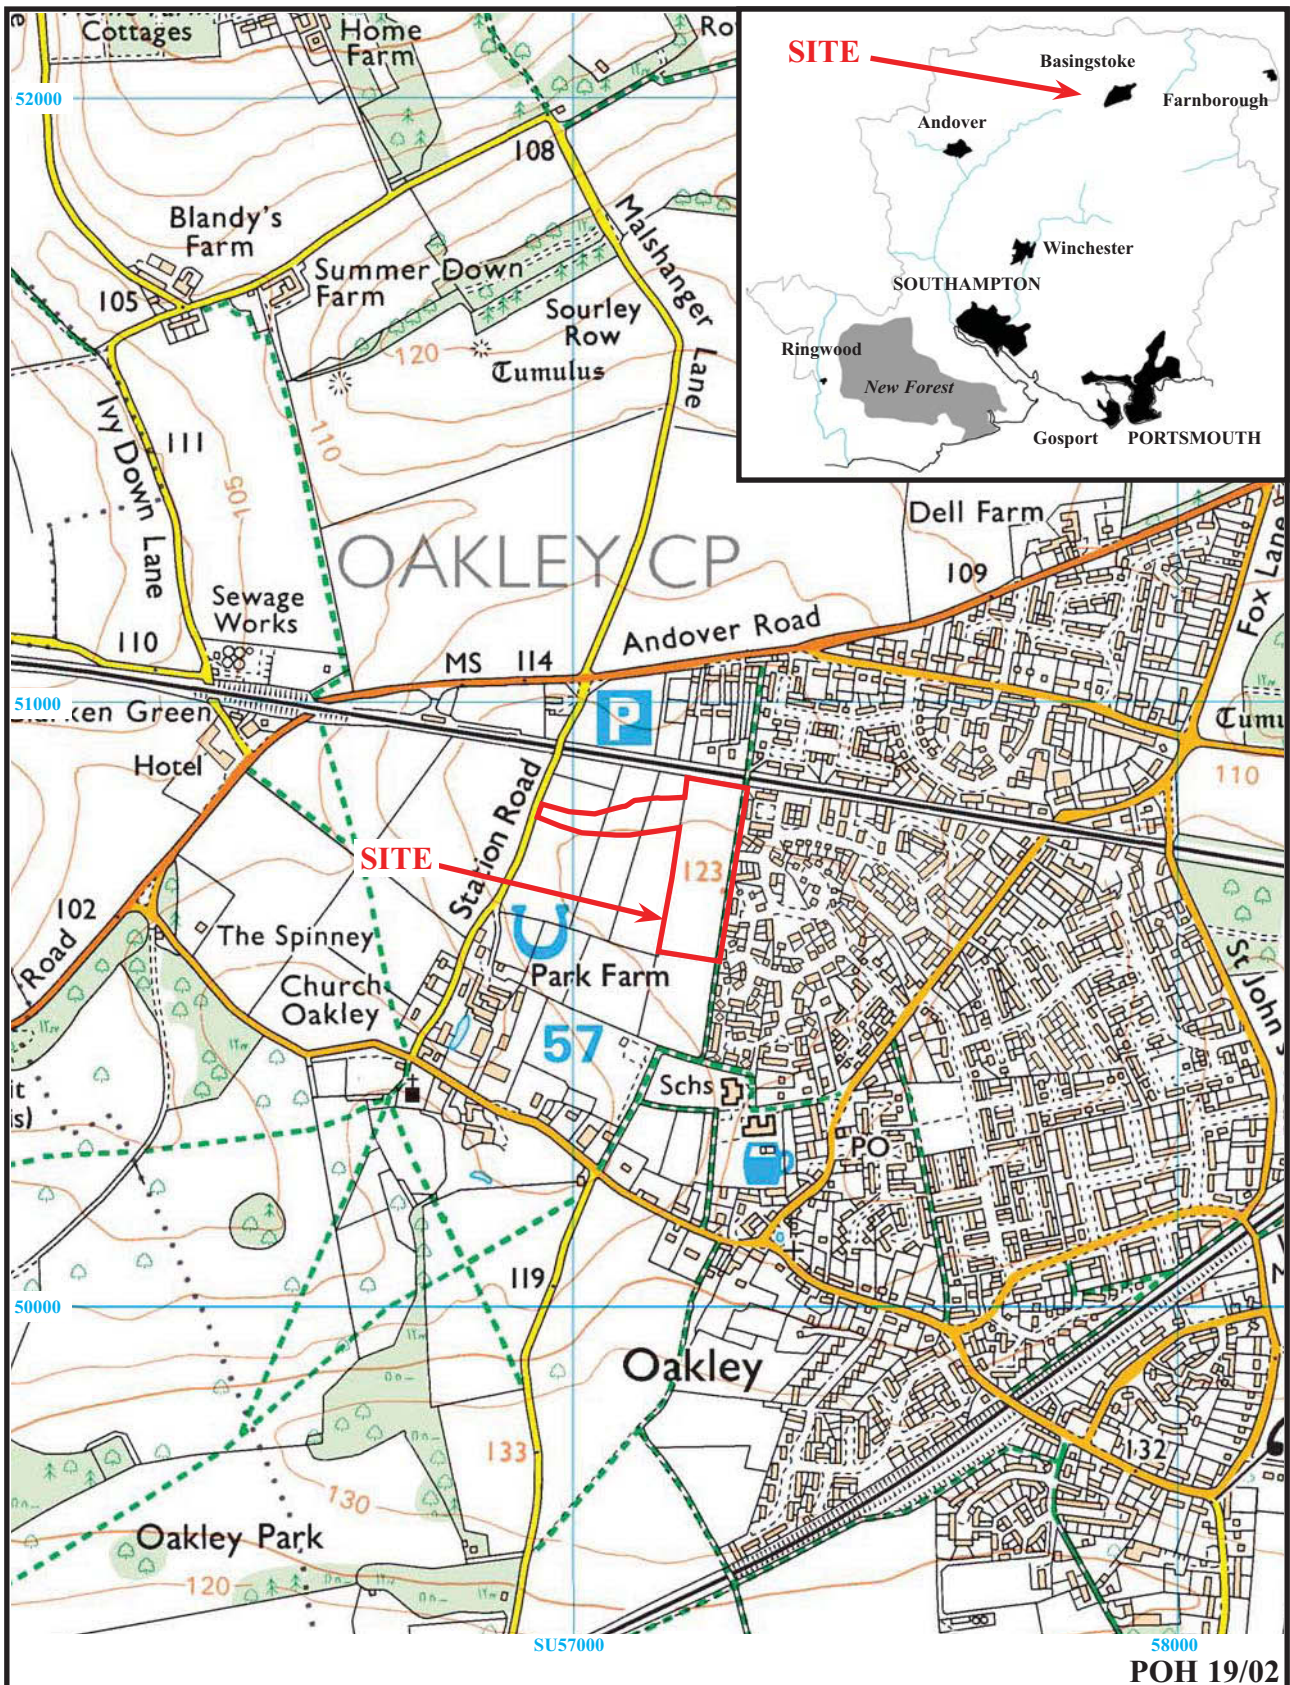 Cottages
Home
Farm
Ro
52000
108
Blandy's
Farm
Summer Down
Farm
105
Sourley
Row
120
Tumulus
Malshanger
Lane
110
Ivy Down
Lane
111
105
SITE
Basingstoke
Farnborough
Andover
Winchester
SOUTHAMPTON
Ringwood
New Forest
Gosport
PORTSMOUTH
OAKLEY CP
Dell Farm
109
Fox Lane
Sewage
Works
110
MS
114
Andover Road
51000
ken Green
P
Hotel
Tumu
110
Station Road
SITE
123
102
Road
The Spinney
Church
Oakley
Park Farm
57
St John
Schs
PO
it
is)
119
50000
Oakley
133
130
132
Oakley Park
120
SU57000
58000
POH 19/02